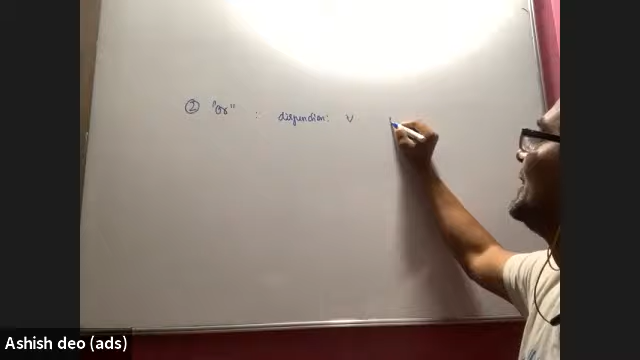 ② "Or" : disjunction: ∨
Ashish deo (ads)